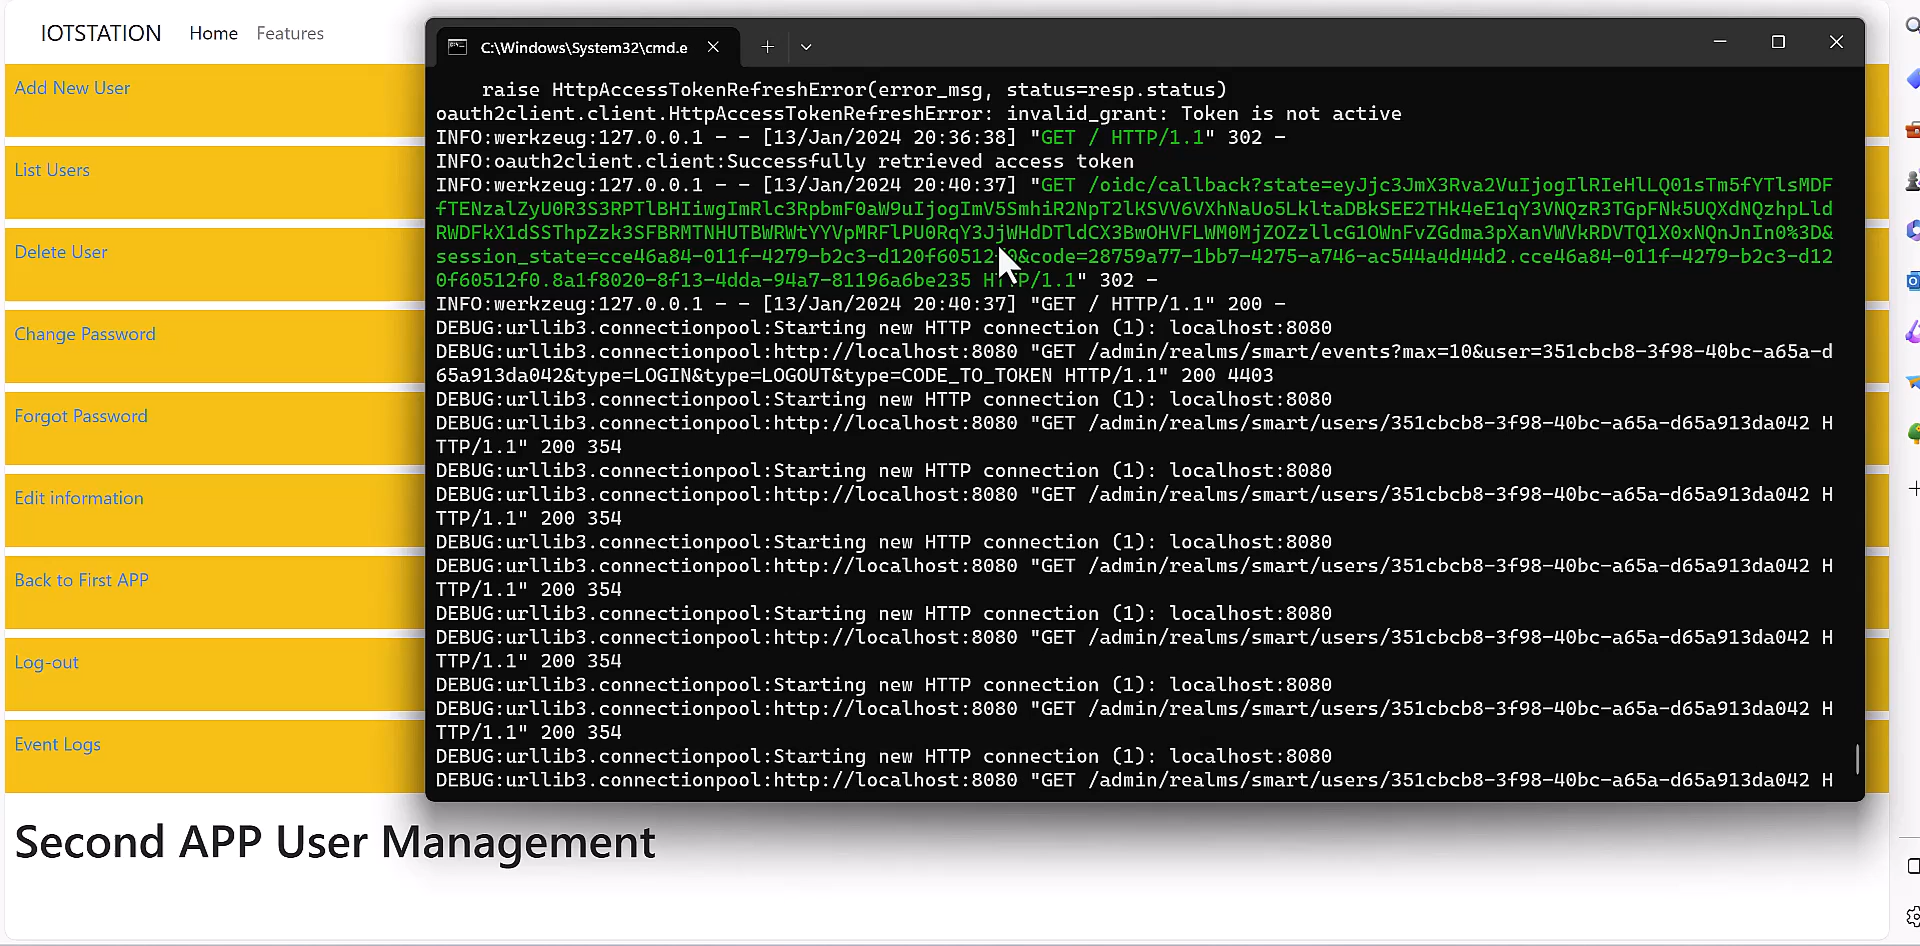 IOTSTATION Home Features
Add New User
List Users
Delete User
Change Password
Forgot Password
Edit information
Back to First APP
Log-out
Event Logs
Second APP User Management
C:\Windows\System32\cmd.e
raise HttpAccessTokenRefreshError(error_msg, status=resp.status)
oauth2client.client.HttpAccessTokenRefreshError: invalid_grant: Token is not active
INFO:werkzeug:127.0.0.1 - - [13/Jan/2024 20:36:38] "GET / HTTP/1.1" 302 -
INFO:oauth2client.client:Successfully retrieved access token
INFO:werkzeug:127.0.0.1 - - [13/Jan/2024 20:40:37] "GET
HTTP/1.1" 302 -
INFO:werkzeug:127.0.0.1 - - [13/Jan/2024 20:40:37] "GET / HTTP/1.1" 200 -
DEBUG:urllib3.connectionpool:Starting new HTTP connection (1): localhost:8080
DEBUG:urllib3.connectionpool:http://localhost:8080 "GET /admin/realms/smart/events?max=10&user=351cbcb8-3f98-40bc-a65a-d
65a913da042&type=LOGIN&type=LOGOUT&type=CODE_TO_TOKEN HTTP/1.1" 200 4403
DEBUG:urllib3.connectionpool:Starting new HTTP connection (1): localhost:8080
DEBUG:urllib3.connectionpool:http://localhost:8080 "GET /admin/realms/smart/users/351cbcb8-3f98-40bc-a65a-d65a913da042 H
TTP/1.1" 200 354
DEBUG:urllib3.connectionpool:Starting new HTTP connection (1): localhost:8080
DEBUG:urllib3.connectionpool:http://localhost:8080 "GET /admin/realms/smart/users/351cbcb8-3f98-40bc-a65a-d65a913da042 H
TTP/1.1" 200 354
DEBUG:urllib3.connectionpool:Starting new HTTP connection (1): localhost:8080
DEBUG:urllib3.connectionpool:http://localhost:8080 "GET /admin/realms/smart/users/351cbcb8-3f98-40bc-a65a-d65a913da042 H
TTP/1.1" 200 354
DEBUG:urllib3.connectionpool:Starting new HTTP connection (1): localhost:8080
DEBUG:urllib3.connectionpool:http://localhost:8080 "GET /admin/realms/smart/users/351cbcb8-3f98-40bc-a65a-d65a913da042 H
TTP/1.1" 200 354
DEBUG:urllib3.connectionpool:Starting new HTTP connection (1): localhost:8080
DEBUG:urllib3.connectionpool:http://localhost:8080 "GET /admin/realms/smart/users/351cbcb8-3f98-40bc-a65a-d65a913da042 H
TTP/1.1" 200 354
DEBUG:urllib3.connectionpool:Starting new HTTP connection (1): localhost:8080
DEBUG:urllib3.connectionpool:http://localhost:8080 "GET /admin/realms/smart/users/351cbcb8-3f98-40bc-a65a-d65a913da042 H